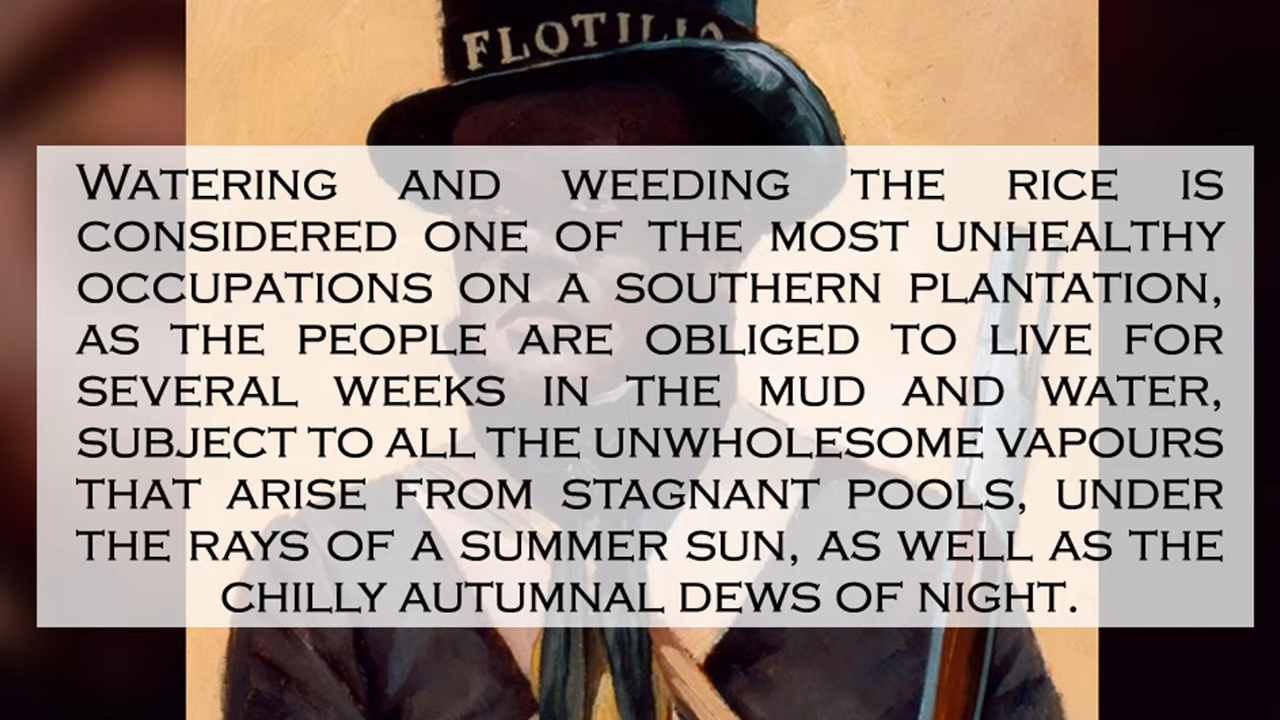 FLOTILLA
WATERING AND WEEDING THE RICE IS
CONSIDERED ONE OF THE MOST UNHEALTHY
OCCUPATIONS ON A SOUTHERN PLANTATION,
AS THE PEOPLE ARE OBLIGED TO LIVE FOR
SEVERAL WEEKS IN THE MUD AND WATER,
SUBJECT TO ALL THE UNWHOLESOME VAPOURS
THAT ARISE FROM STAGNANT POOLS, UNDER
THE RAYS OF A SUMMER SUN, AS WELL AS THE
CHILLY AUTUMNAL DEWS OF NIGHT.